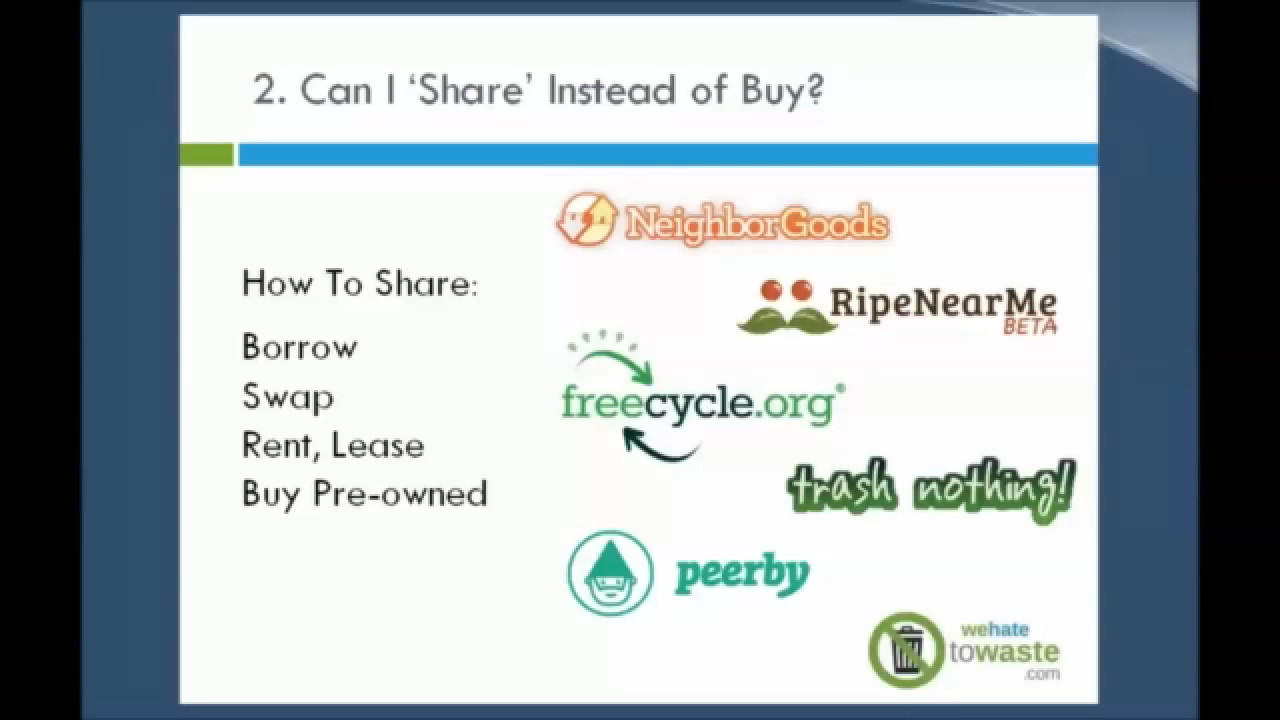 2. Can I ‘Share’ Instead of Buy?
NeighborGoods
How To Share:
RipeNearMe
BETA
Borrow
Swap
freecycle.org®
Rent, Lease
Buy Pre-owned
trash nothing!
peerby
wehate
towaste
.com